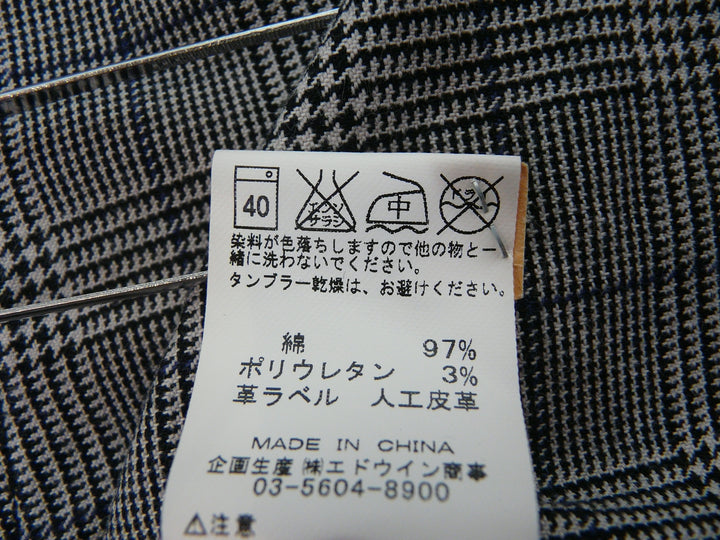 40 エンソサラシ 中 ドライ
染料が色落ちしますので他の物と一
緒に洗わないでください。
タンブラー乾燥は、お避けください。
綿 97%
ポリウレタン 3%
革ラベル 人工皮革
MADE IN CHINA
企画生産 ㈱エドウイン商事
03-5604-8900
⚠注意